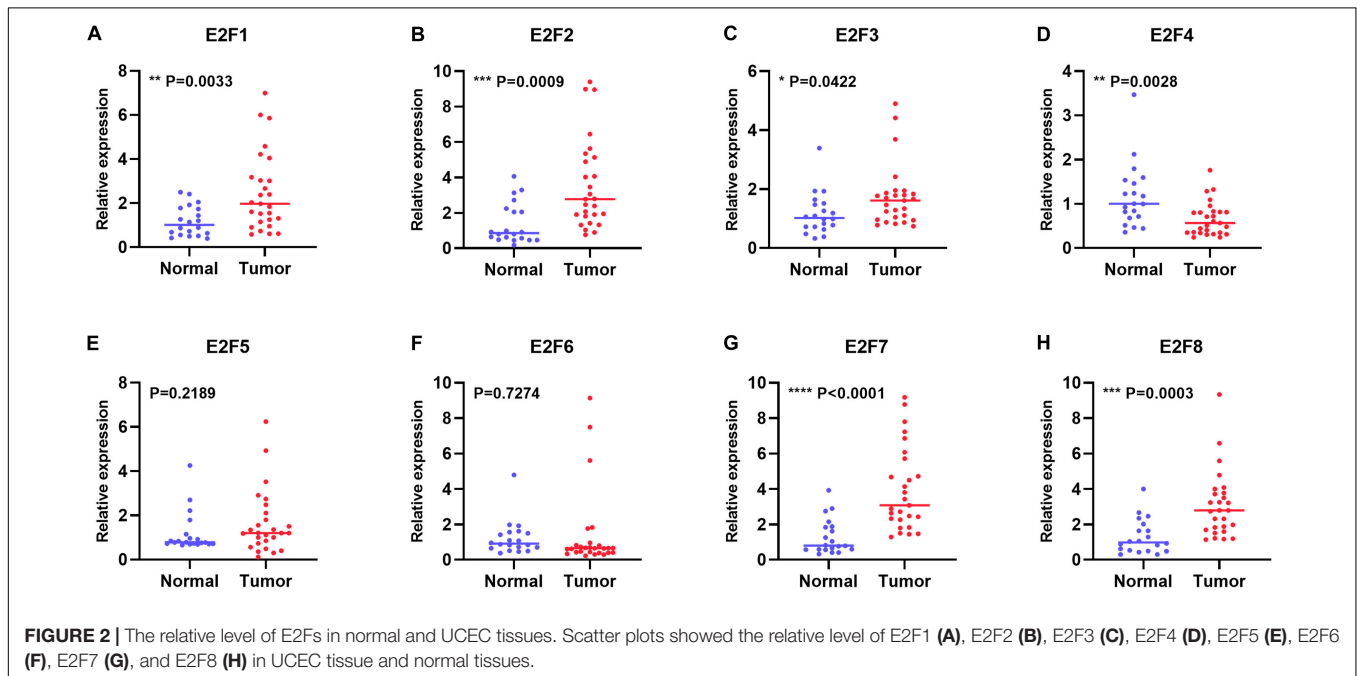 A E2F1
** P=0.0033
Relative expression
8
6
4
2
0
Normal Tumor
B E2F2
*** P=0.0009
Relative expression
10
8
6
4
2
0
Normal Tumor
C E2F3
* P=0.0422
Relative expression
6
4
2
0
Normal Tumor
D E2F4
** P=0.0028
Relative expression
4
3
2
1
0
Normal Tumor
E E2F5
P=0.2189
Relative expression
8
6
4
2
0
Normal Tumor
F E2F6
P=0.7274
Relative expression
10
8
6
4
2
0
Normal Tumor
G E2F7
**** P<0.0001
Relative expression
10
8
6
4
2
0
Normal Tumor
H E2F8
*** P=0.0003
Relative expression
10
8
6
4
2
0
Normal Tumor
FIGURE 2 | The relative level of E2Fs in normal and UCEC tissues. Scatter plots showed the relative level of E2F1 (A), E2F2 (B), E2F3 (C), E2F4 (D), E2F5 (E), E2F6
(F), E2F7 (G), and E2F8 (H) in UCEC tissue and normal tissues.